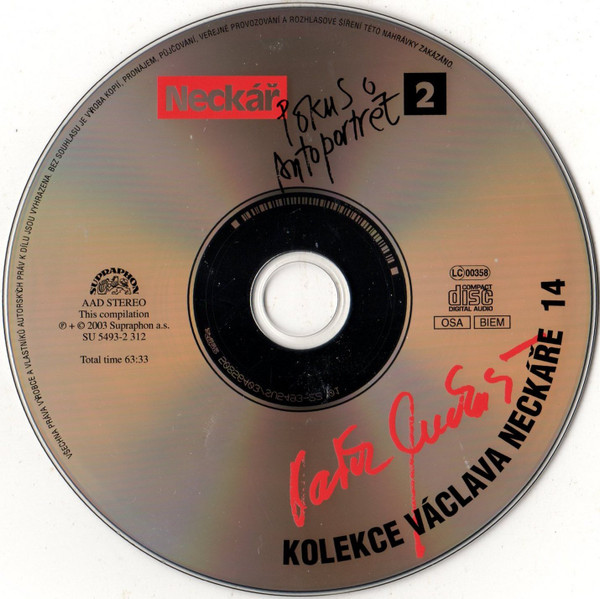 VŠECHNA PRÁVA VÝROBCE A VLASTNÍKŮ AUTORSKÝCH PRÁV K DÍLU JSOU VYHRAZENA. BEZ SOUHLASU JE VÝROBA KOPIÍ, PRONÁJEM, PŮJČOVÁNÍ, VEŘEJNÉ PROVOZOVÁNÍ A ROZHLASOVÉ ŠÍŘENÍ TÉTO NAHRÁVKY ZAKÁZÁNO.
Neckář
Pokus o
Autoportrét
2
SUPRAPHON
AAD STEREO
This compilation
℗ + © 2003 Supraphon a.s.
SU 5493-2 312
Total time 63:33
LC 00358
COMPACT
disc
DIGITAL AUDIO
OSA BIEM
KOLEKCE VÁCLAVA NECKÁŘE 14